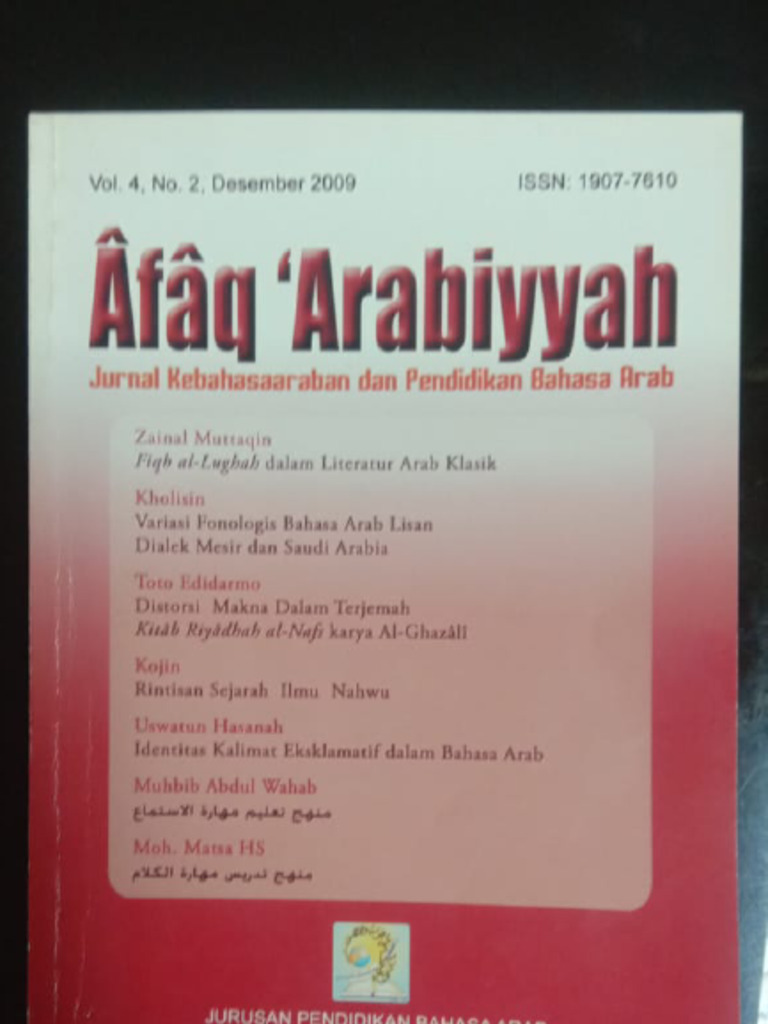 Vol. 4, No. 2, Desember 2009
ISSN: 1907-7610
Âfâq ‘Arabiyyah
Jurnal Kebahasaaraban dan Pendidikan Bahasa Arab
Zainal Muttaqin
Fiqh al-Lughah dalam Literatur Arab Klasik
Kholisin
Variasi Fonologis Bahasa Arab Lisan
Dialek Mesir dan Saudi Arabia
Toto Edidarmo
Distorsi Makna Dalam Terjemah
Kitâb Riyâdhah al-Nafs karya Al-Ghazâlî
Kojin
Rintisan Sejarah Ilmu Nahwu
Uswatun Hasanah
Identitas Kalimat Eksklamatif dalam Bahasa Arab
Muhbib Abdul Wahab
منهج تعليم مهارة الاستماع
Moh. Matsa HS
منهج تدريس مهارة الكلام
JURUSAN PENDIDIKAN BAHASA ARAB